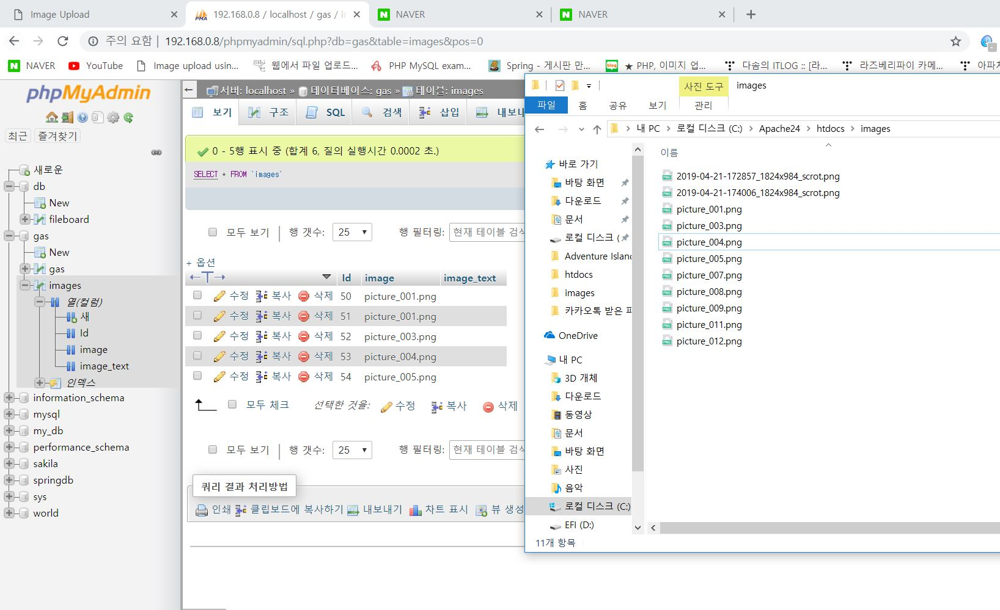 Image Upload
192.168.0.8 / localhost / gas / i
NAVER
NAVER
주의 요함 | 192.168.0.8/phpmyadmin/sql.php?db=gas&table=images&pos=0
NAVER
YouTube
Image upload usin...
웹에서 파일 업로드...
PHP MySQL exam...
Spring - 게시판 만...
★ PHP, 이미지 업...
다솜의 ITLOG :: [라...
라즈베리파이 카메...
아파치
phpMyAdmin
최근 즐겨찾기
새로운
db
New
fileboard
gas
New
gas
images
열(컬럼)
새
Id
image
image_text
인덱스
information_schema
mysql
my_db
performance_schema
sakila
springdb
sys
world
서버: localhost » 데이터베이스: gas » 테이블: images
보기 구조 SQL 검색 삽입 내보내
0 - 5행 표시 중 (합계 6, 질의 실행시간 0.0002 초.)
SELECT * FROM `images`
모두 보기 | 행 갯수: 25 행 필터링: 현재 테이블 검색
+ 옵션
←T→ Id image image_text
수정 복사 삭제 50 picture_001.png
수정 복사 삭제 51 picture_001.png
수정 복사 삭제 52 picture_003.png
수정 복사 삭제 53 picture_004.png
수정 복사 삭제 54 picture_005.png
모두 체크 선택한 것을: 수정 복사 삭제
모두 보기 | 행 갯수: 25 행 필터링: 현재 테이블 검색
쿼리 결과 처리방법
인쇄 클립보드에 복사하기 내보내기 차트 표시 뷰 생성
사진 도구 images
파일 홈 공유 보기 관리
내 PC > 로컬 디스크 (C:) > Apache24 > htdocs > images
바로 가기
바탕 화면
다운로드
문서
로컬 디스크 (
Adventure Island
htdocs
images
카카오톡 받은 파
OneDrive
내 PC
3D 개체
다운로드
동영상
문서
바탕 화면
사진
음악
로컬 디스크 (C:)
EFI (D:)
이름
2019-04-21-172857_1824x984_scrot.png
2019-04-21-174006_1824x984_scrot.png
picture_001.png
picture_003.png
picture_004.png
picture_005.png
picture_007.png
picture_008.png
picture_009.png
picture_011.png
picture_012.png
11개 항목